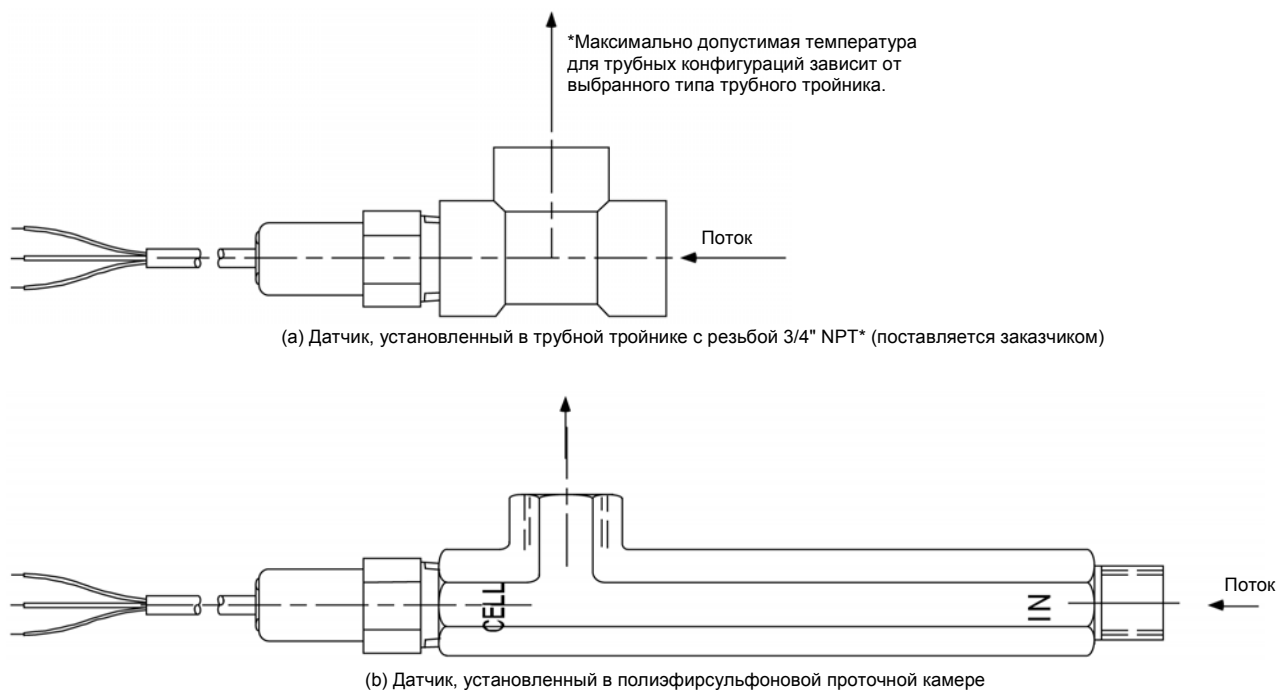 *Максимально допустимая температура
для трубных конфигураций зависит от
выбранного типа трубного тройника.
Поток
(a) Датчик, установленный в трубной тройнике с резьбой 3/4" NPT* (поставляется заказчиком)
CELL
IN
Поток
(b) Датчик, установленный в полиэфирсульфоновой проточной камере